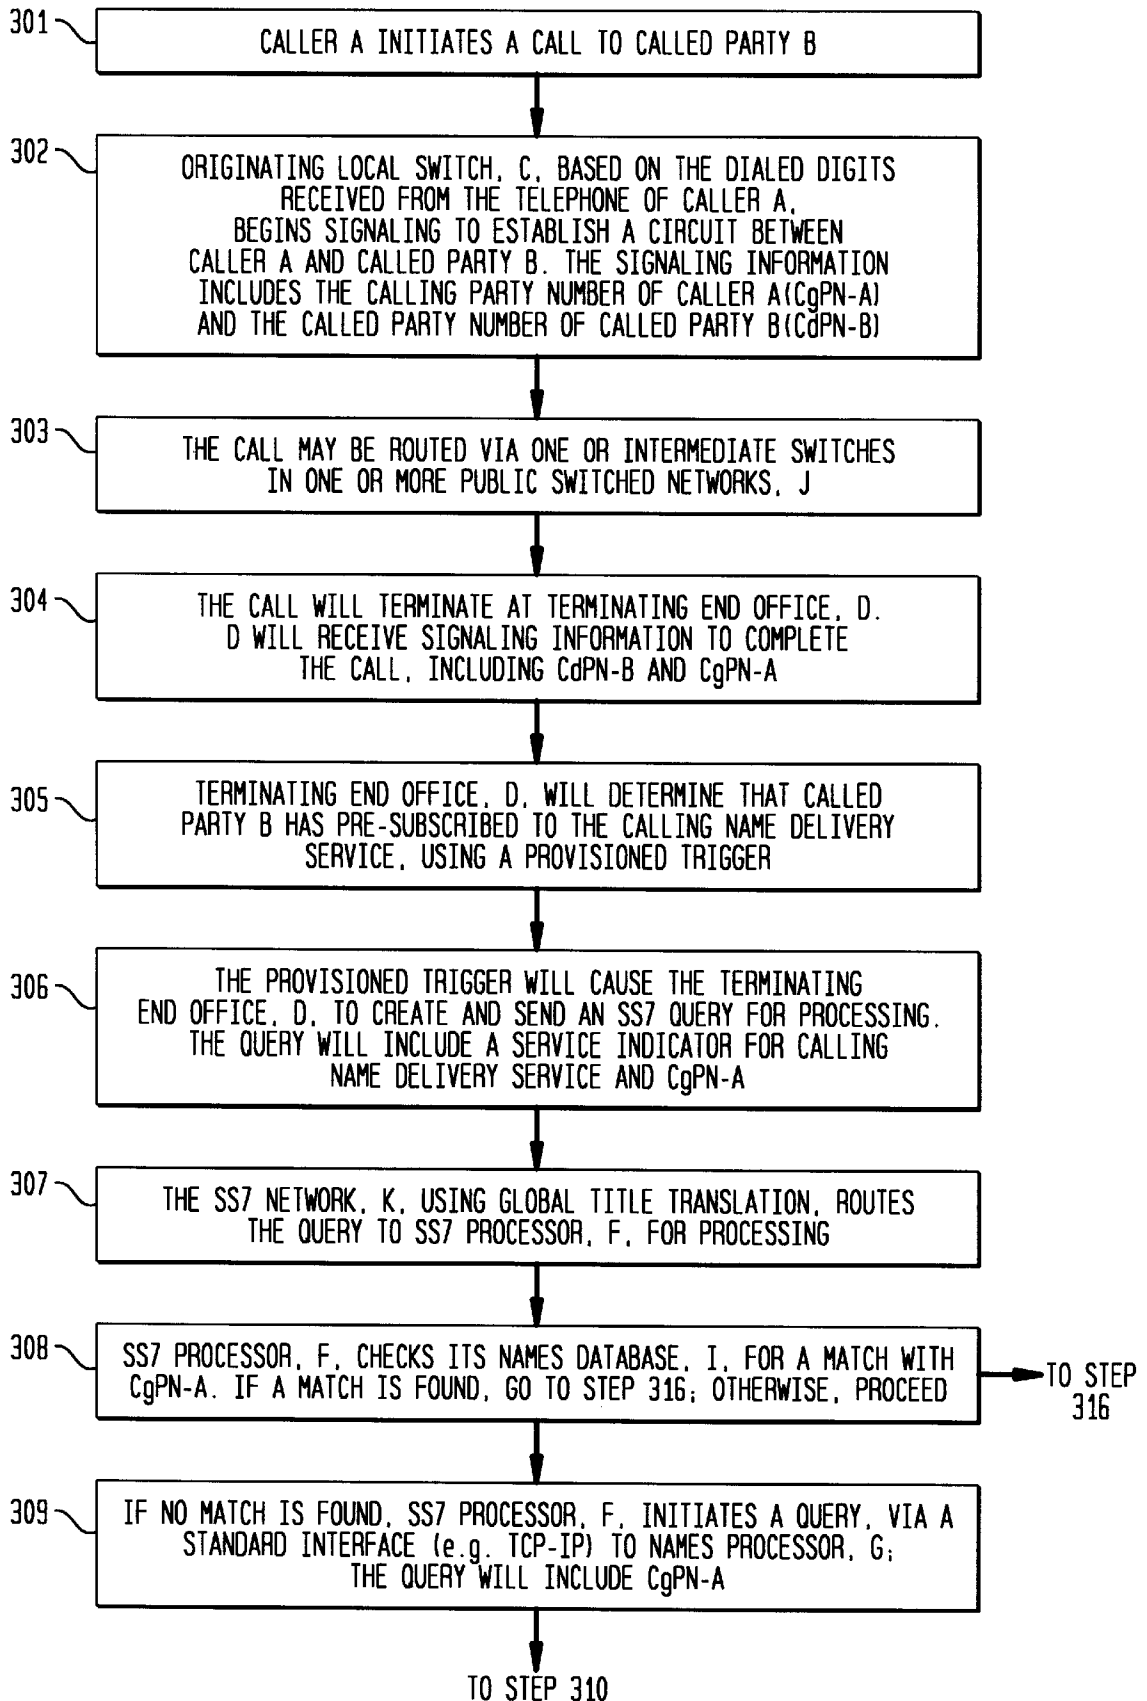 301
CALLER A INITIATES A CALL TO CALLED PARTY B
302
ORIGINATING LOCAL SWITCH, C, BASED ON THE DIALED DIGITS
RECEIVED FROM THE TELEPHONE OF CALLER A,
BEGINS SIGNALING TO ESTABLISH A CIRCUIT BETWEEN
CALLER A AND CALLED PARTY B. THE SIGNALING INFORMATION
INCLUDES THE CALLING PARTY NUMBER OF CALLER A(CgPN-A)
AND THE CALLED PARTY NUMBER OF CALLED PARTY B(CdPN-B)
303
THE CALL MAY BE ROUTED VIA ONE OR INTERMEDIATE SWITCHES
IN ONE OR MORE PUBLIC SWITCHED NETWORKS, J
304
THE CALL WILL TERMINATE AT TERMINATING END OFFICE, D.
D WILL RECEIVE SIGNALING INFORMATION TO COMPLETE
THE CALL, INCLUDING CdPN-B AND CgPN-A
305
TERMINATING END OFFICE, D, WILL DETERMINE THAT CALLED
PARTY B HAS PRE-SUBSCRIBED TO THE CALLING NAME DELIVERY
SERVICE, USING A PROVISIONED TRIGGER
306
THE PROVISIONED TRIGGER WILL CAUSE THE TERMINATING
END OFFICE, D, TO CREATE AND SEND AN SS7 QUERY FOR PROCESSING.
THE QUERY WILL INCLUDE A SERVICE INDICATOR FOR CALLING
NAME DELIVERY SERVICE AND CgPN-A
307
THE SS7 NETWORK, K, USING GLOBAL TITLE TRANSLATION, ROUTES
THE QUERY TO SS7 PROCESSOR, F, FOR PROCESSING
308
SS7 PROCESSOR, F, CHECKS ITS NAMES DATABASE, I, FOR A MATCH WITH
CgPN-A. IF A MATCH IS FOUND, GO TO STEP 316; OTHERWISE, PROCEED
TO STEP
316
309
IF NO MATCH IS FOUND, SS7 PROCESSOR, F, INITIATES A QUERY, VIA A
STANDARD INTERFACE (e.g. TCP-IP) TO NAMES PROCESSOR, G;
THE QUERY WILL INCLUDE CgPN-A
TO STEP 310